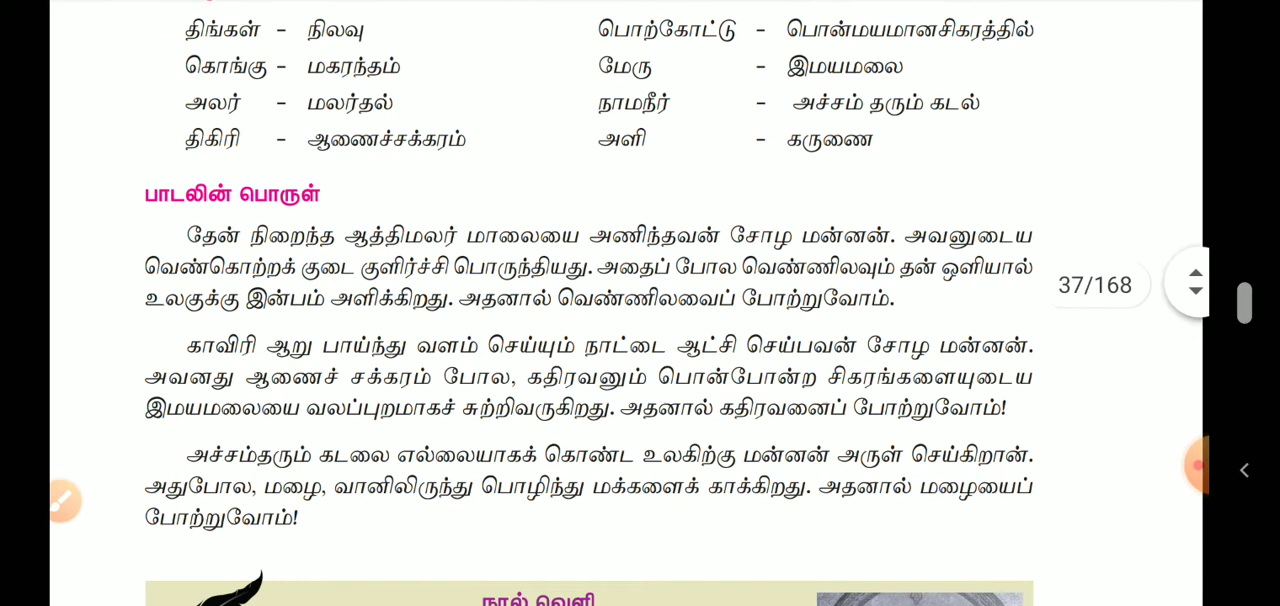 திங்கள் - நிலவு பொற்கோட்டு - பொன்மயமானசிகரத்தில்
கொங்கு - மகரந்தம் மேரு - இமயமலை
அலர் - மலர்தல் நாமநீர் - அச்சம் தரும் கடல்
திகிரி - ஆணைச்சக்கரம் அளி - கருணை
பாடலின் பொருள்
தேன் நிறைந்த ஆத்திமலர் மாலையை அணிந்தவன் சோழ மன்னன். அவனுடைய
வெண்கொற்றக் குடை குளிர்ச்சி பொருந்தியது. அதைப் போல வெண்ணிலவும் தன் ஒளியால்
உலகுக்கு இன்பம் அளிக்கிறது. அதனால் வெண்ணிலவைப் போற்றுவோம்.
காவிரி ஆறு பாய்ந்து வளம் செய்யும் நாட்டை ஆட்சி செய்பவன் சோழ மன்னன்.
அவனது ஆணைச் சக்கரம் போல, கதிரவனும் பொன்போன்ற சிகரங்களையுடைய
இமயமலையை வலப்புறமாகச் சுற்றிவருகிறது. அதனால் கதிரவனைப் போற்றுவோம்!
அச்சம்தரும் கடலை எல்லையாகக் கொண்ட உலகிற்கு மன்னன் அருள் செய்கிறான்.
அதுபோல, மழை, வானிலிருந்து பொழிந்து மக்களைக் காக்கிறது. அதனால் மழையைப்
போற்றுவோம்!
நூல் வெளி
37/168